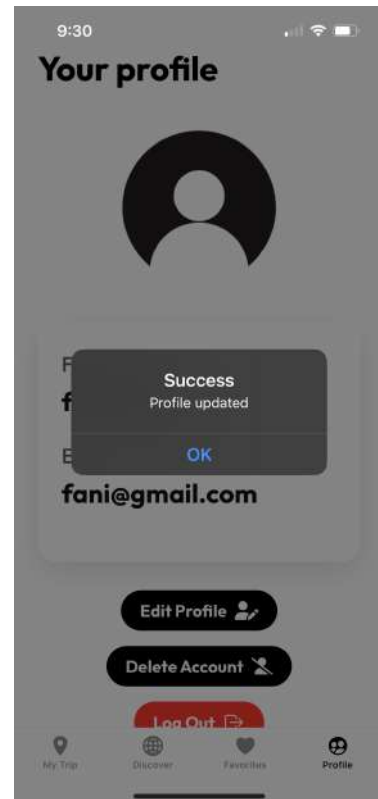 9:30
Your profile
F
Success
f
Profile updated
E
OK
fani@gmail.com
Edit Profile
Delete Account
Log Out
My Trip Discover Favorites Profile